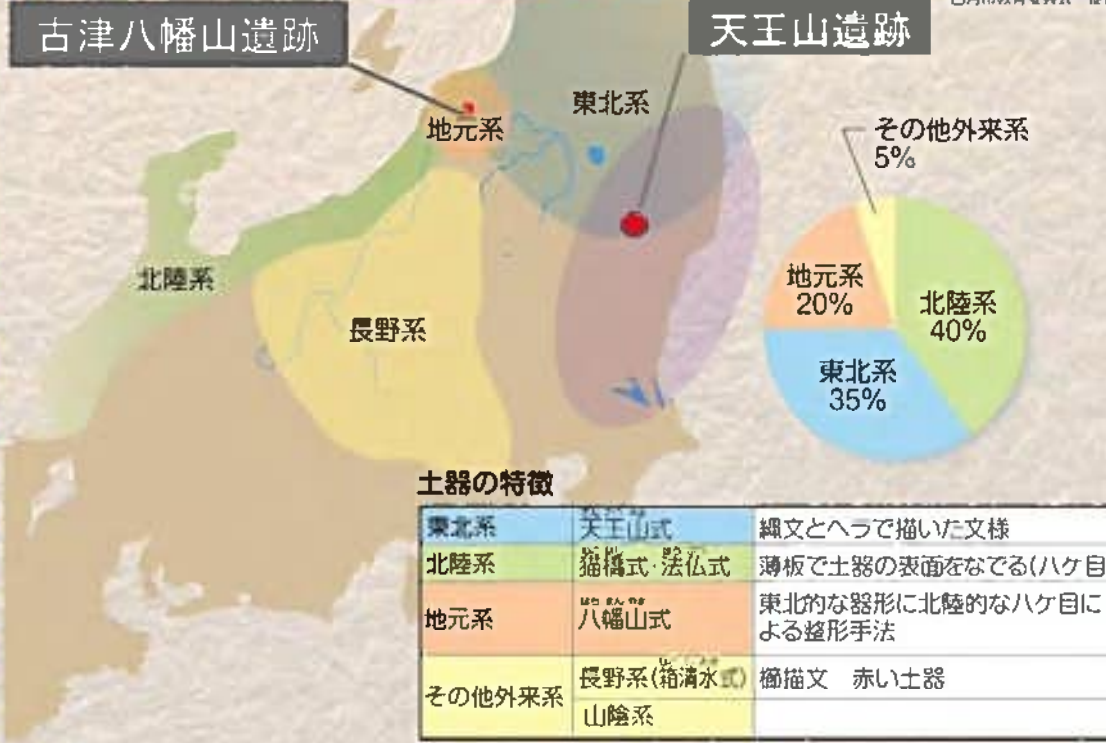 古津八幡山遺跡
天王山遺跡
東北系
地元系
北陸系
長野系
その他外来系
5%
地元系
20%
北陸系
40%
東北系
35%
土器の特徴
東北系 天王山式 縄文とヘラで描いた文様
北陸系 猫橋式・法仏式 薄板で土器の表面をなでる(ハケ目
地元系 八幡山式 東北的な器形に北陸的なハケ目に
よる整形手法
その他外来系 長野系(箱清水式) 櫛描文 赤い土器
山陰系